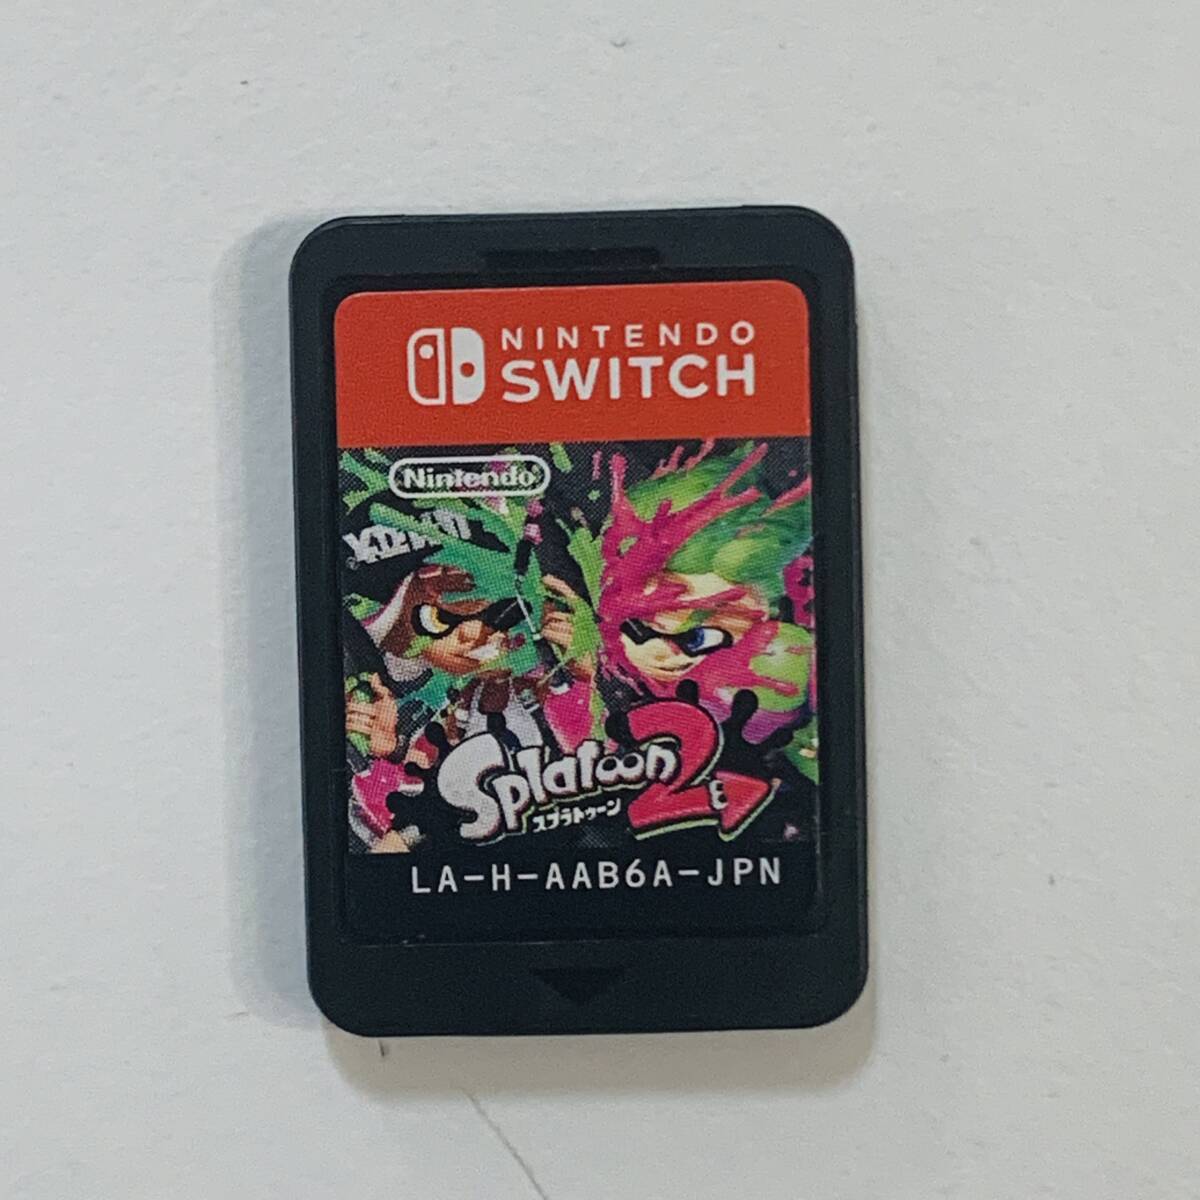 NINTENDO
SWITCH
Nintendo
Splatoon 2
スプラトゥーン
LA-H-AAB6A-JPN